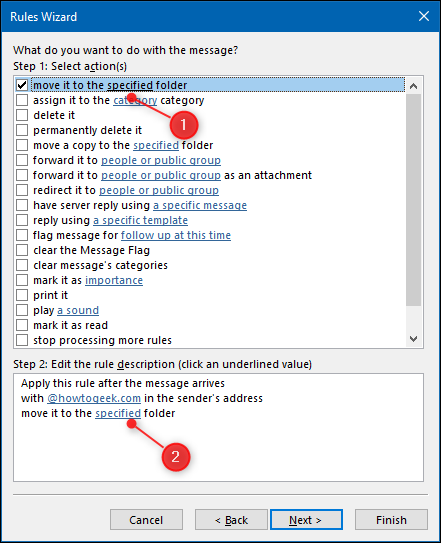 Rules Wizard
What do you want to do with the message?
Step 1: Select action(s)
move it to the specified folder
assign it to the category category
1
delete it
permanently delete it
move a copy to the specified folder
forward it to people or public group
forward it to people or public group as an attachment
redirect it to people or public group
have server reply using a specific message
reply using a specific template
flag message for follow up at this time
clear the Message Flag
clear message's categories
mark it as importance
print it
play a sound
mark it as read
stop processing more rules
Step 2: Edit the rule description (click an underlined value)
Apply this rule after the message arrives
with @howtogeek.com in the sender's address
move it to the specified folder
2
Cancel
< Back
Next >
Finish